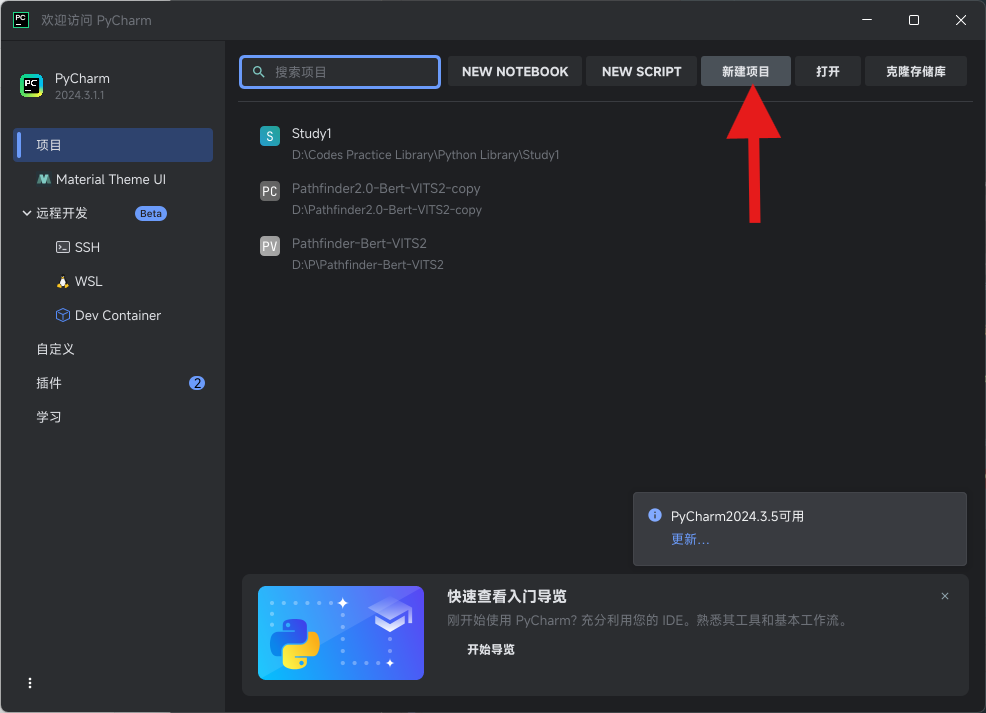 PC 欢迎访问 PyCharm
PC PyCharm
2024.3.1.1
项目
Material Theme UI
远程开发 Beta
SSH
WSL
Dev Container
自定义
插件 2
学习
搜索项目 NEW NOTEBOOK NEW SCRIPT 新建项目 打开 克隆存储库
S Study1
D:\Codes Practice Library\Python Library\Study1
PC Pathfinder2.0-Bert-VITS2-copy
D:\Pathfinder2.0-Bert-VITS2-copy
PV Pathfinder-Bert-VITS2
D:\P\Pathfinder-Bert-VITS2
PyCharm2024.3.5可用
更新...
快速查看入门导览
刚开始使用 PyCharm? 充分利用您的 IDE。熟悉其工具和基本工作流。
开始导览